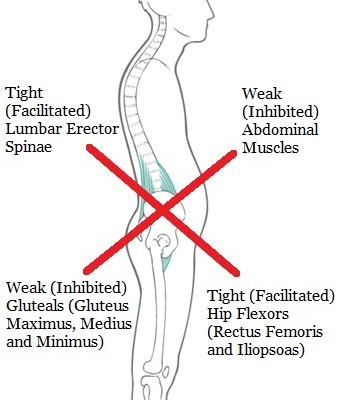 Tight
(Facilitated)
Lumbar Erector
Spinae
Weak
(Inhibited)
Abdominal
Muscles
Weak (Inhibited)
Gluteals (Gluteus
Maximus, Medius
and Minimus)
Tight (Facilitated)
Hip Flexors
(Rectus Femoris
and Iliopsoas)